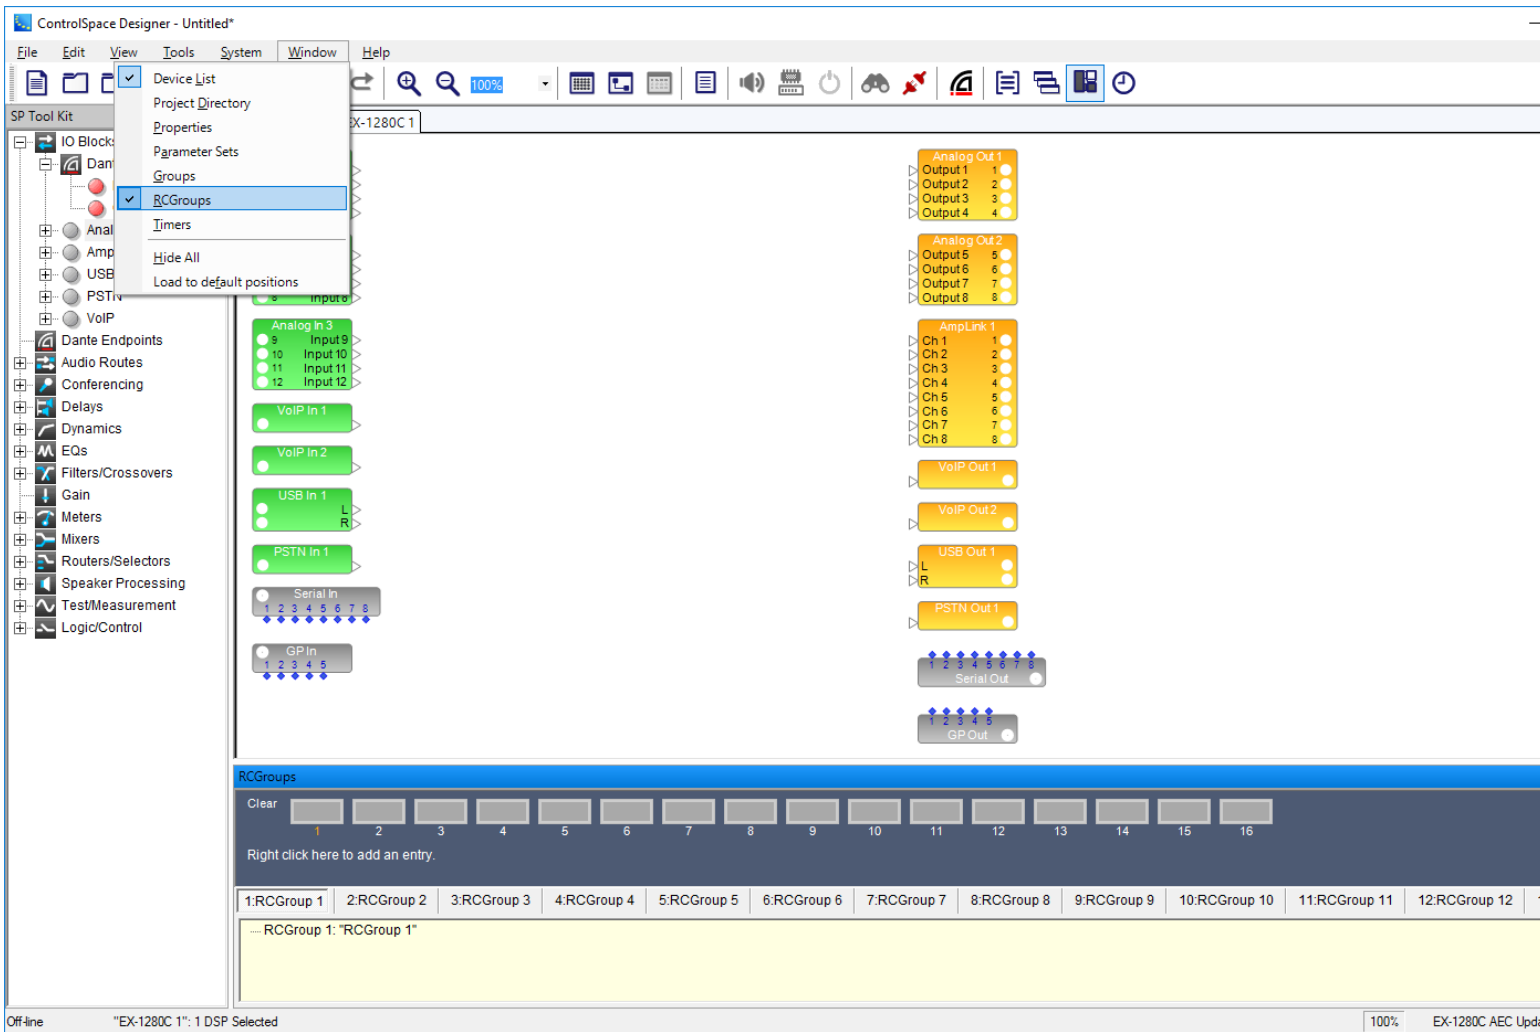 ControlSpace Designer - Untitled*
File Edit View Tools System Window Help
100%
SP Tool Kit
EX-1280C 1
Device List
Project Directory
Properties
Parameter Sets
Groups
RCGroups
Timers
Hide All
Load to default positions
IO Block
Dan
Anal
Amp
USB
PSTN
VoIP
Dante Endpoints
Audio Routes
Conferencing
Delays
Dynamics
EQs
Filters/Crossovers
Gain
Meters
Mixers
Routers/Selectors
Speaker Processing
Test/Measurement
Logic/Control
8 Input 8
Analog In 3
9 Input 9
10 Input 10
11 Input 11
12 Input 12
VoIP In 1
VoIP In 2
USB In 1
L
R
PSTN In 1
Serial In
1 2 3 4 5 6 7 8
GP In
1 2 3 4 5
Analog Out 1
Output 1 1
Output 2 2
Output 3 3
Output 4 4
Analog Out 2
Output 5 5
Output 6 6
Output 7 7
Output 8 8
AmpLink 1
Ch 1 1
Ch 2 2
Ch 3 3
Ch 4 4
Ch 5 5
Ch 6 6
Ch 7 7
Ch 8 8
VoIP Out 1
VoIP Out 2
USB Out 1
L
R
PSTN Out 1
1 2 3 4 5 6 7 8
Serial Out
1 2 3 4 5
GP Out
RCGroups
Clear
1 2 3 4 5 6 7 8 9 10 11 12 13 14 15 16
Right click here to add an entry.
1:RCGroup 1 2:RCGroup 2 3:RCGroup 3 4:RCGroup 4 5:RCGroup 5 6:RCGroup 6 7:RCGroup 7 8:RCGroup 8 9:RCGroup 9 10:RCGroup 10 11:RCGroup 11 12:RCGroup 12
RCGroup 1: "RCGroup 1"
Off-line "EX-1280C 1": 1 DSP Selected 100% EX-1280C AEC Upda